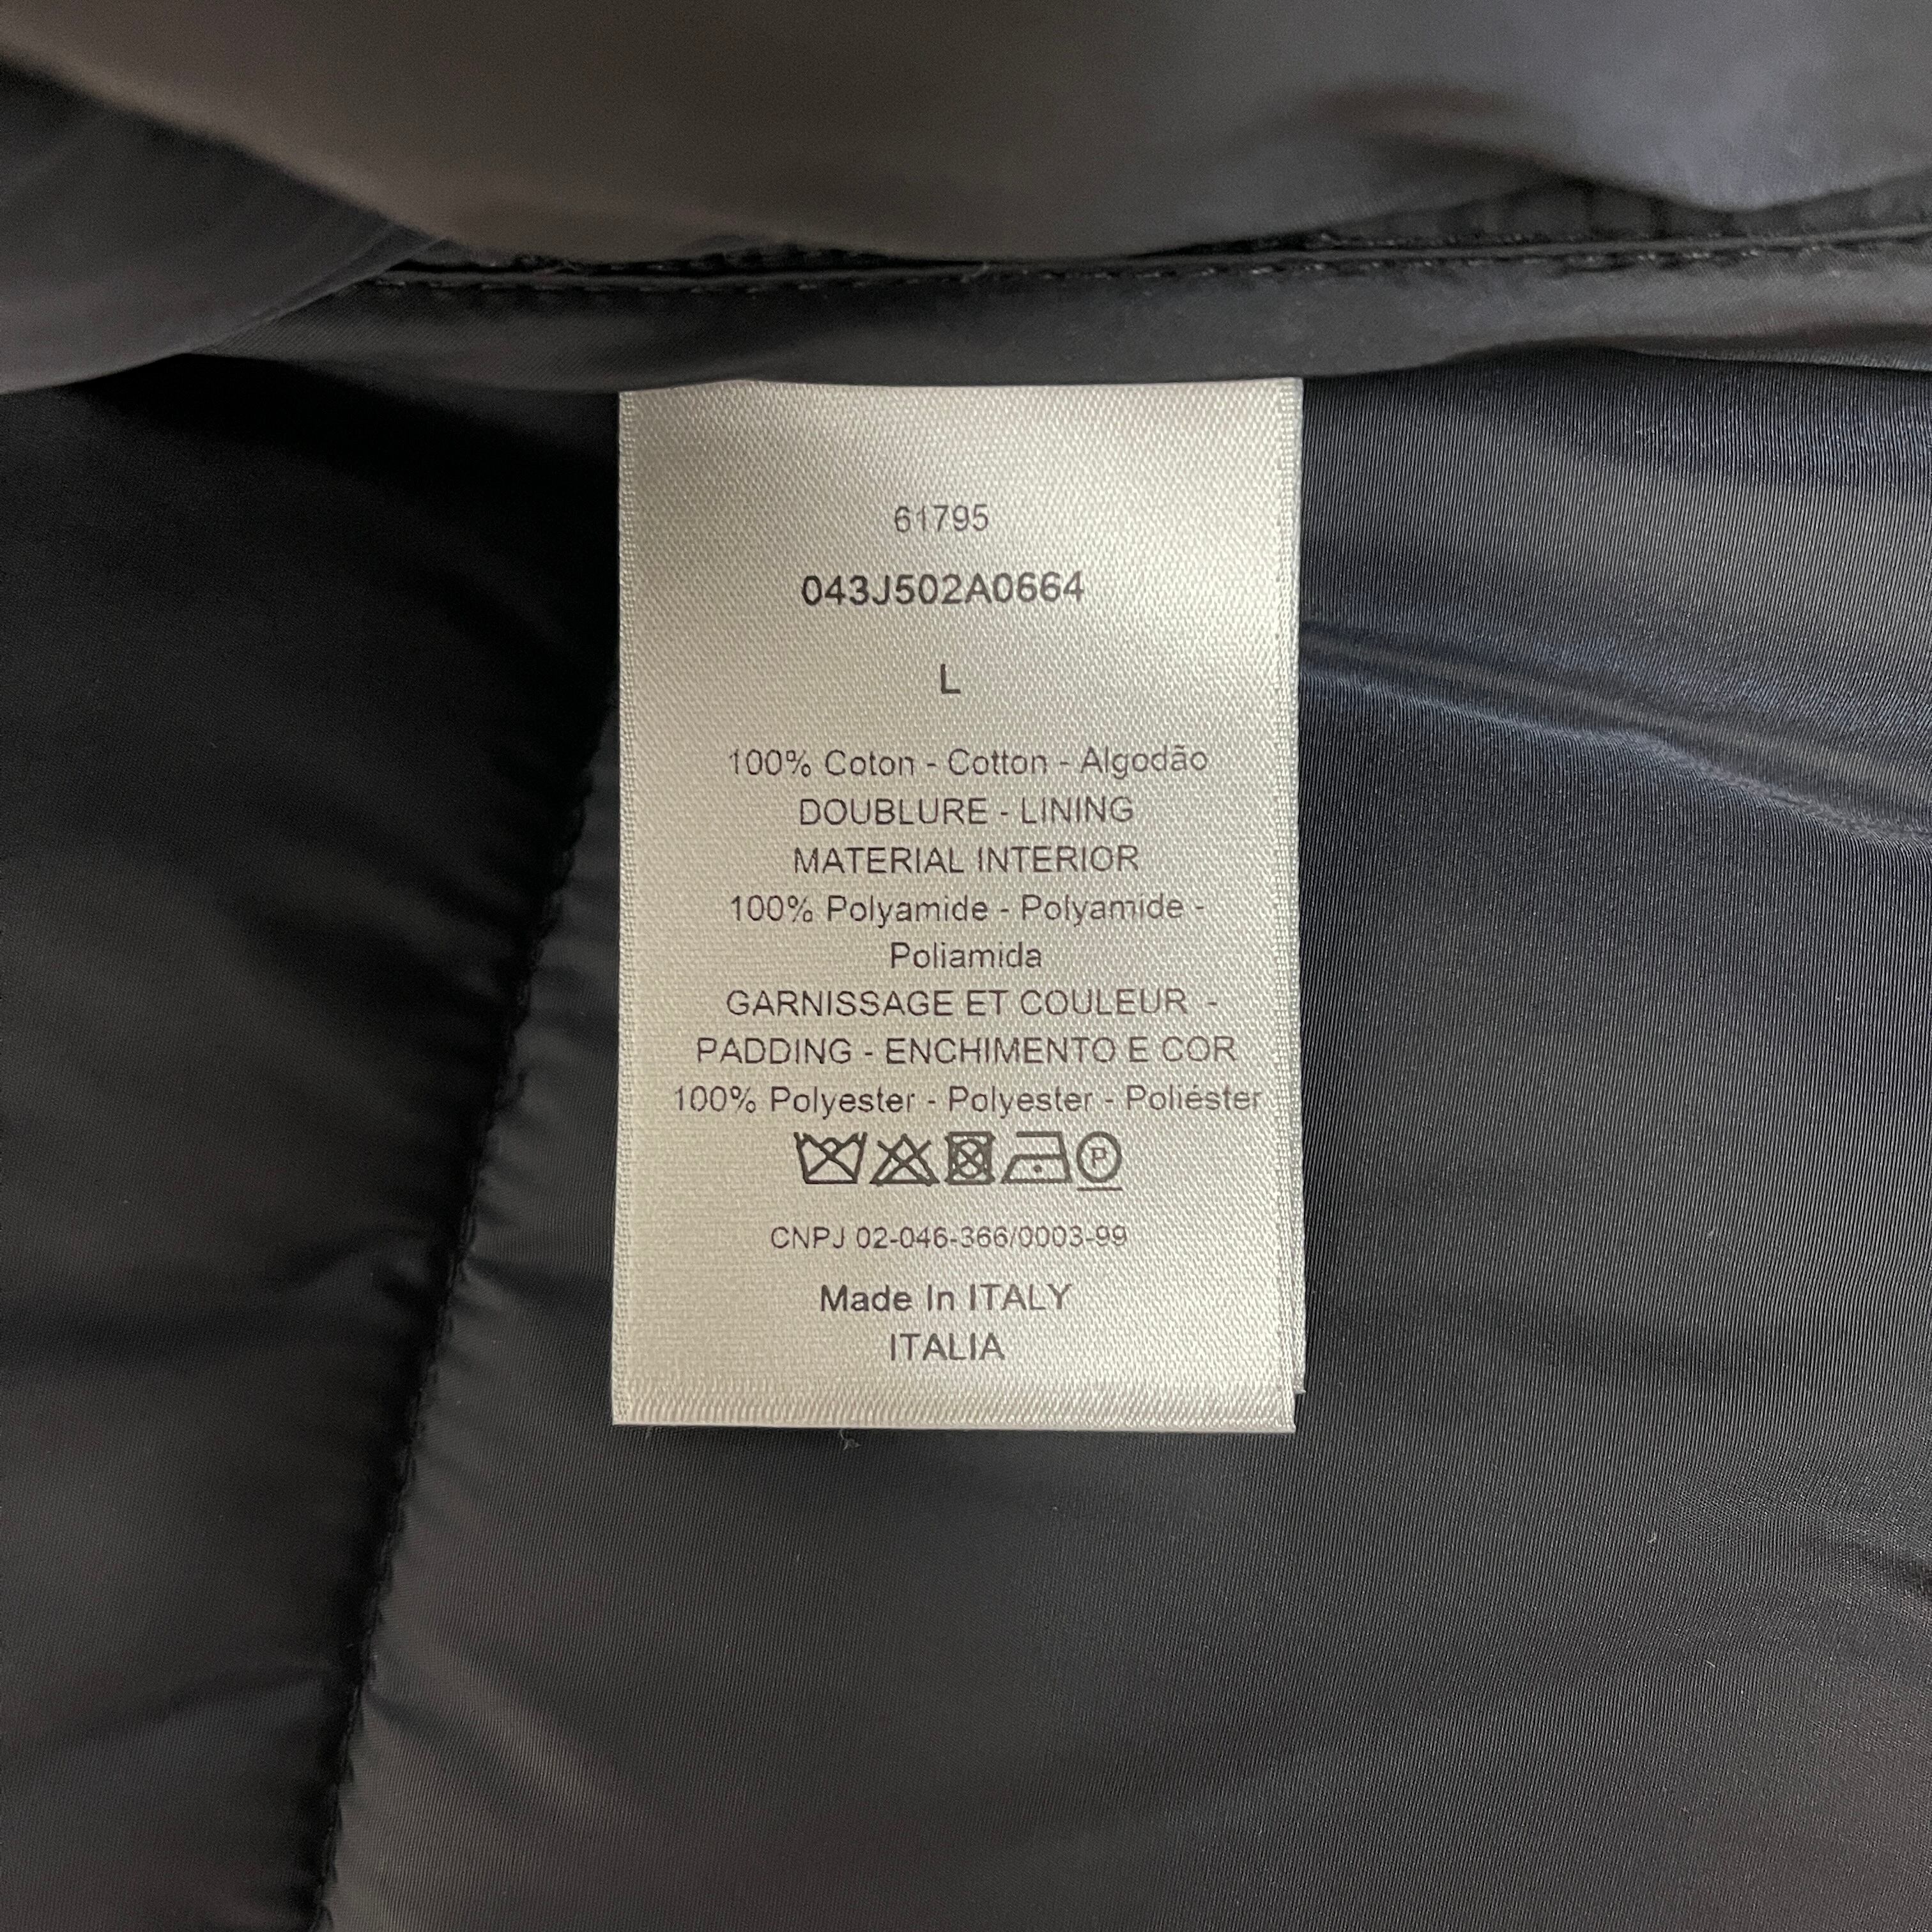 61795
043J502A0664
L
100% Coton - Cotton - Algodão
DOUBLURE - LINING
MATERIAL INTERIOR
100% Polyamide - Polyamide -
Poliamida
GARNISSAGE ET COULEUR -
PADDING - ENCHIMENTO E COR
100% Polyester - Polyester - Poliéster
P
CNPJ 02-046-366/0003-99
Made In ITALY
ITALIA